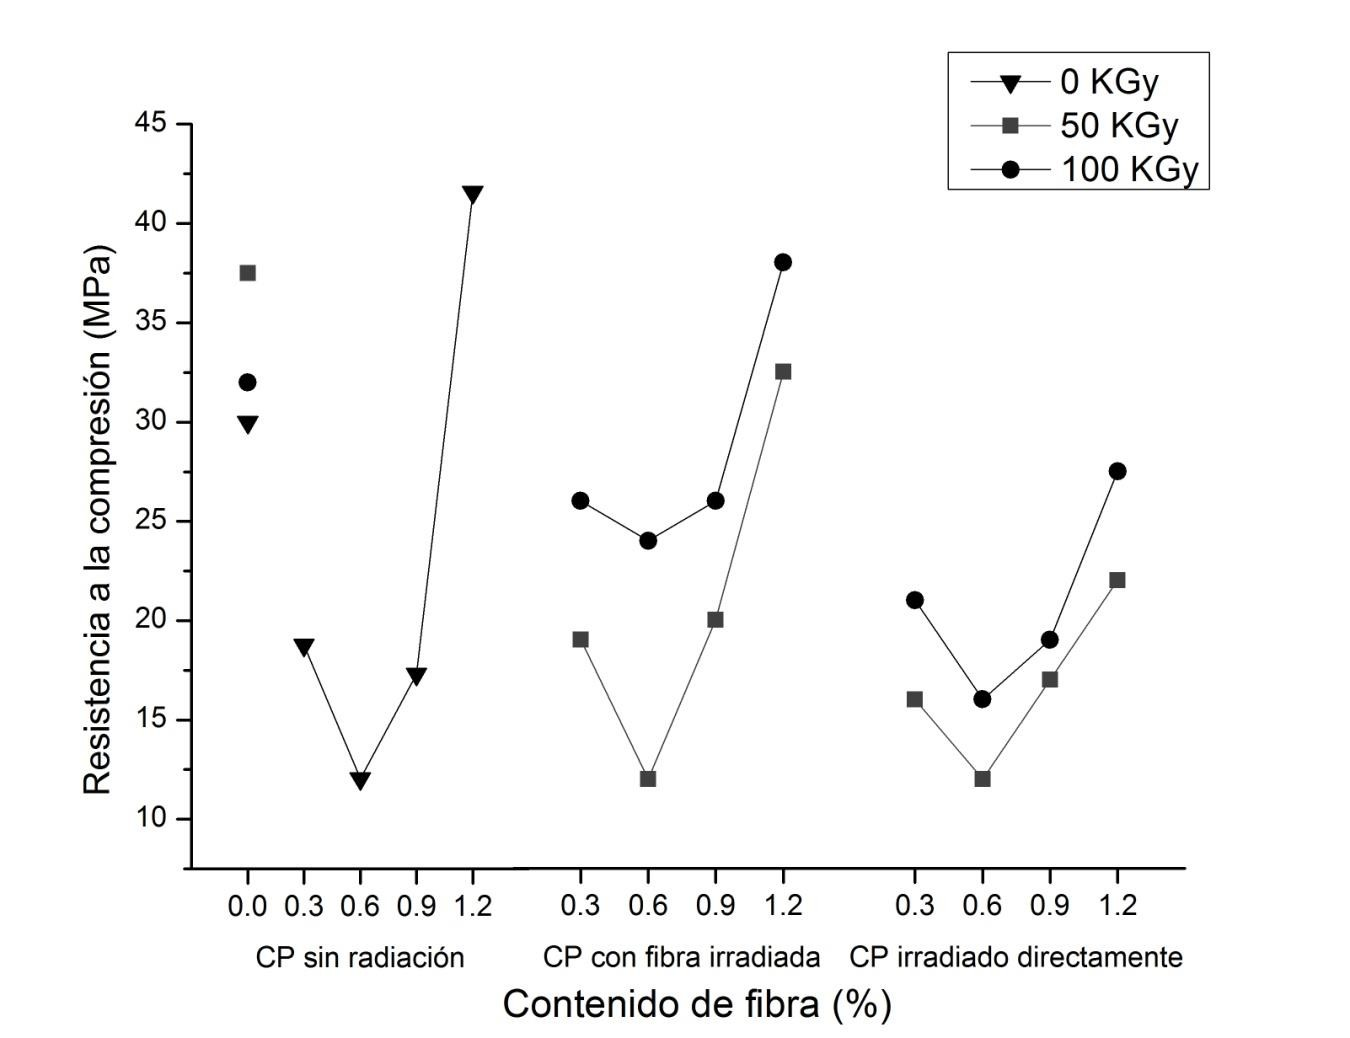 0 KGy
50 KGy
100 KGy
Resistencia a la compresión (MPa)
45
40
35
30
25
20
15
10
0.0 0.3 0.6 0.9 1.2 0.3 0.6 0.9 1.2 0.3 0.6 0.9 1.2
CP sin radiación CP con fibra irradiada CP irradiado directamente
Contenido de fibra (%)